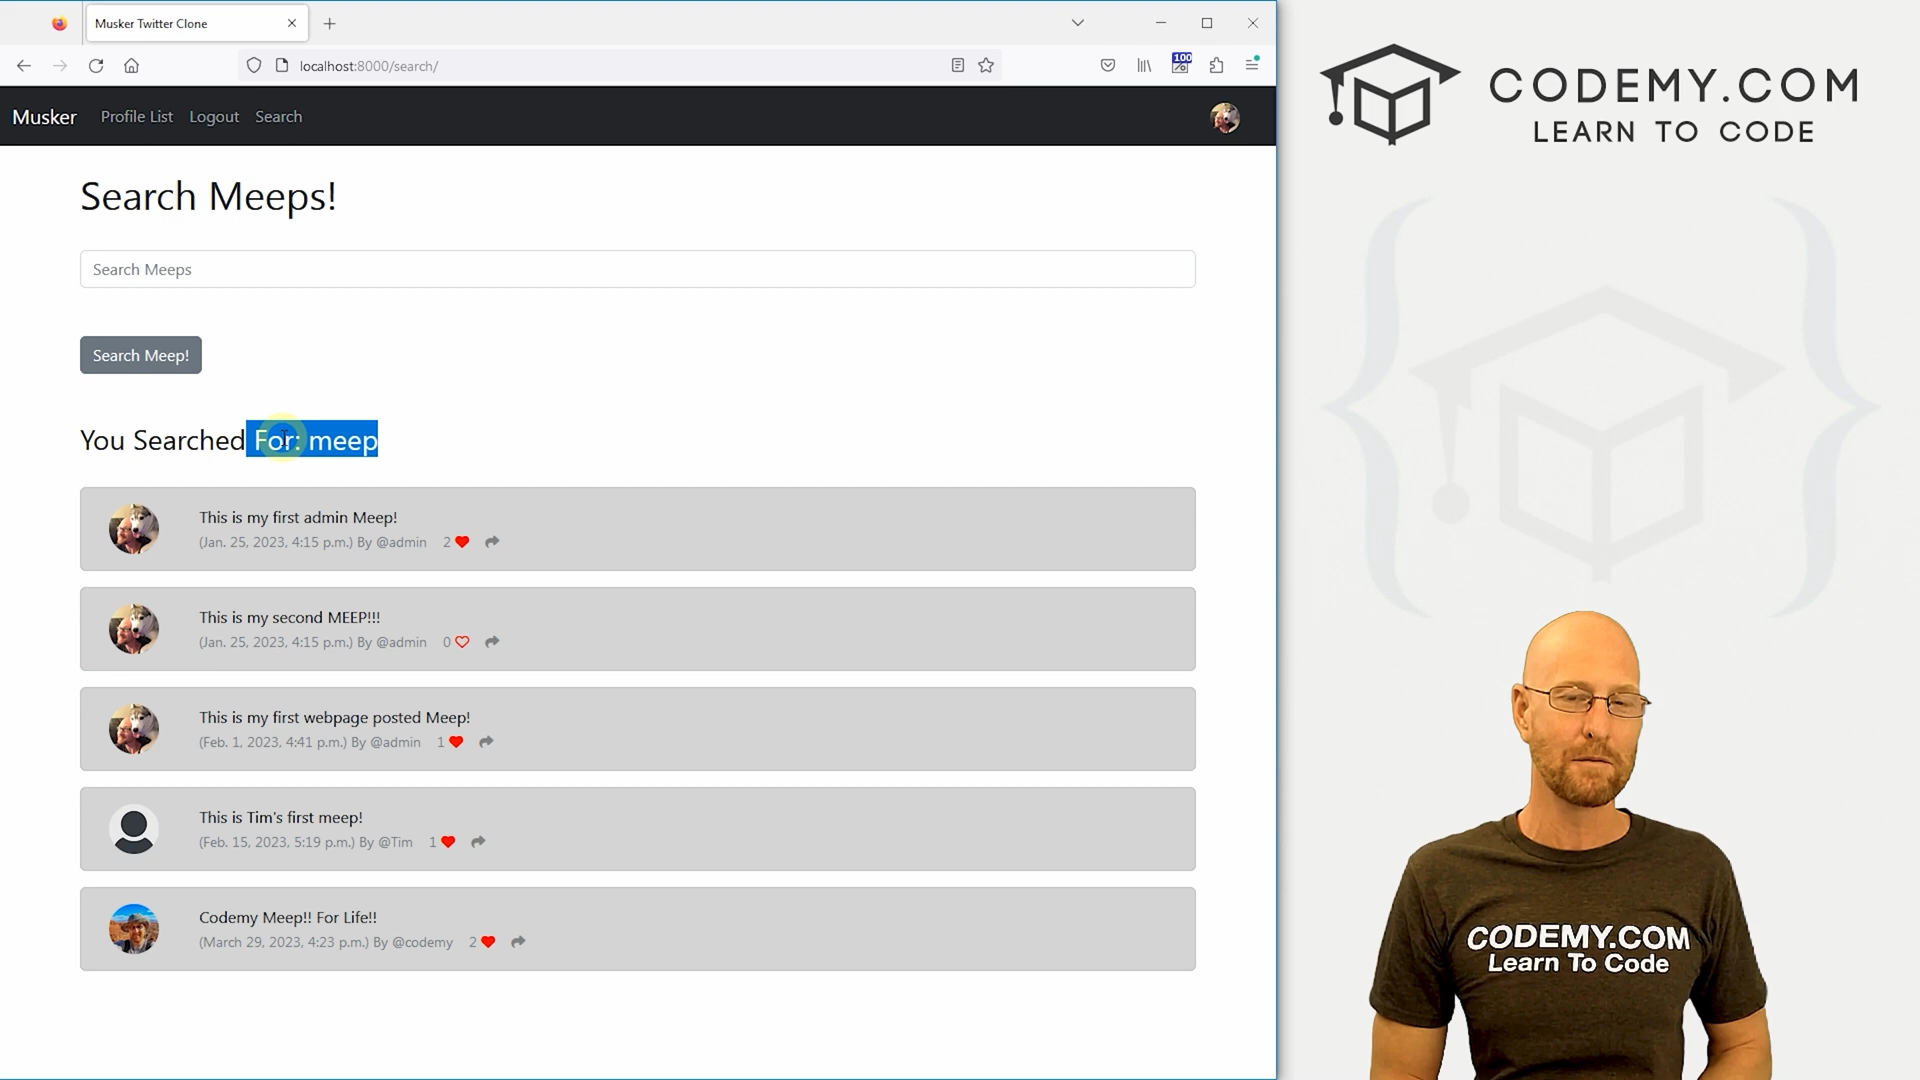 Musker Twitter Clone
localhost:8000/search/
100
Musker Profile List Logout Search
Search Meeps!
Search Meeps
Search Meep!
You Searched For: meep
This is my first admin Meep!
(Jan. 25, 2023, 4:15 p.m.) By @admin 2
This is my second MEEP!!!
(Jan. 25, 2023, 4:15 p.m.) By @admin 0
This is my first webpage posted Meep!
(Feb. 1, 2023, 4:41 p.m.) By @admin 1
This is Tim's first meep!
(Feb. 15, 2023, 5:19 p.m.) By @Tim 1
Codemy Meep!! For Life!!
(March 29, 2023, 4:23 p.m.) By @codemy 2
CODEMY.COM
LEARN TO CODE
CODEMY.COM
Learn To Code